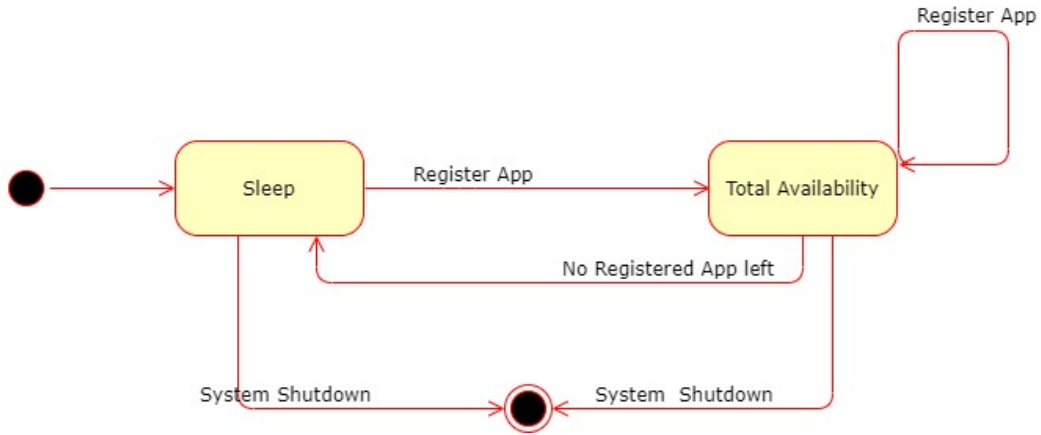 Register App
Sleep
Register App
Total Availability
No Registered App left
System Shutdown
System  Shutdown